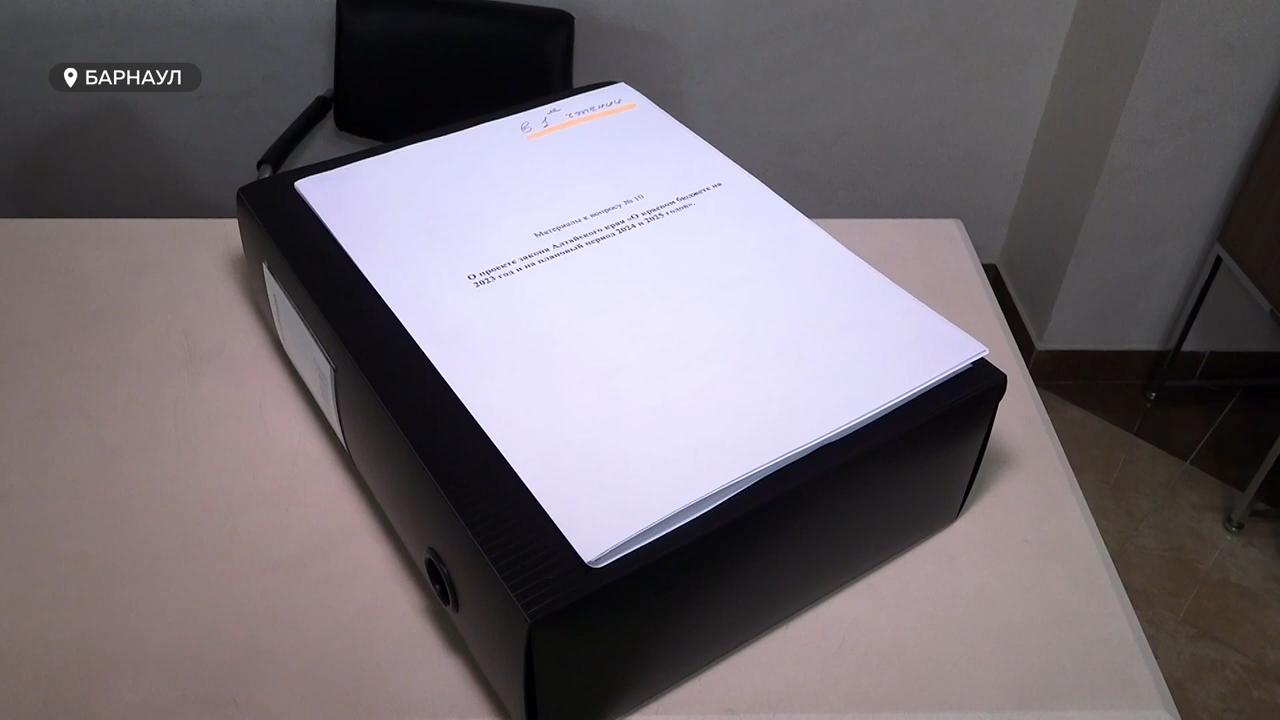 БАРНАУЛ
В 1
Материалы к вопросу № 10
О проекте закона Алтайского края «О краевом бюджете на
2023 год и на плановый период 2024 и 2025 годов».